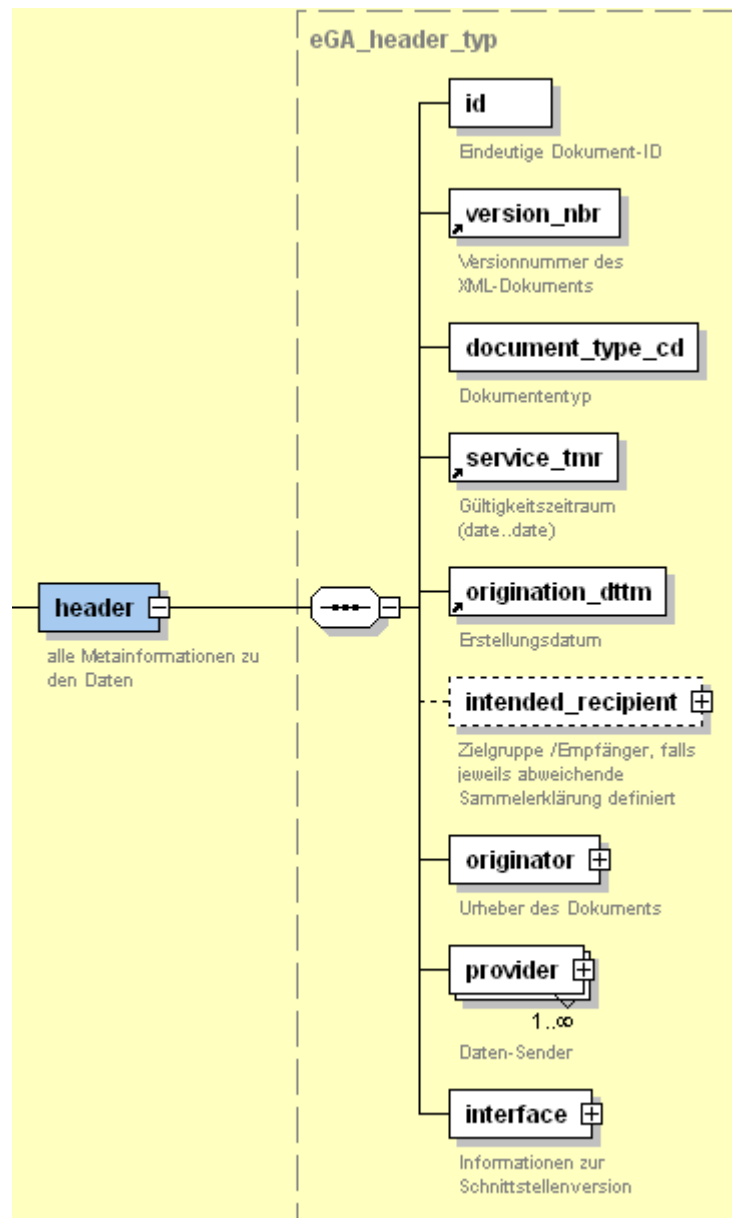 eGA_header_typ
id
Eindeutige Dokument-ID
version_nbr
Versionnummer des
XML-Dokuments
document_type_cd
Dokumententyp
service_tmr
Gültigkeitszeitraum
(date..date)
origination_dttm
Erstellungsdatum
header
alle Metainformationen zu
den Daten
intended_recipient
Zielgruppe /Empfänger, falls
jeweils abweichende
Sammelerklärung definiert
originator
Urheber des Dokuments
provider
1..∞
Daten-Sender
interface
Informationen zur
Schnittstellenversion